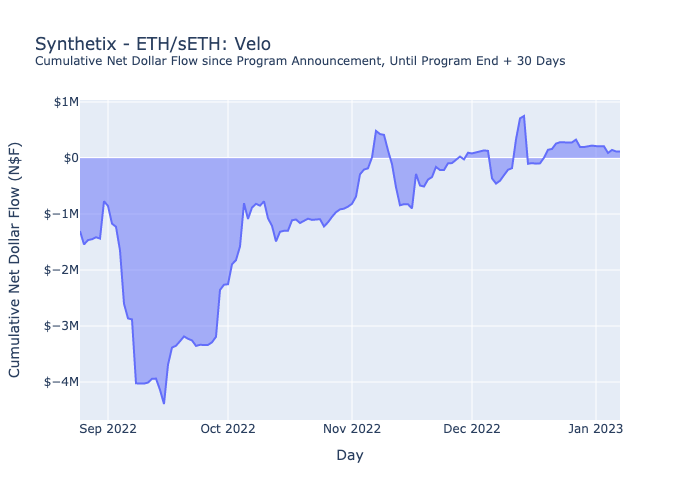 Synthetix - ETH/sETH: Velo
Cumulative Net Dollar Flow since Program Announcement, Until Program End + 30 Days
Cumulative Net Dollar Flow (N$F)
$1M
$0
$−1M
$−2M
$−3M
$−4M
Sep 2022 Oct 2022 Nov 2022 Dec 2022 Jan 2023
Day